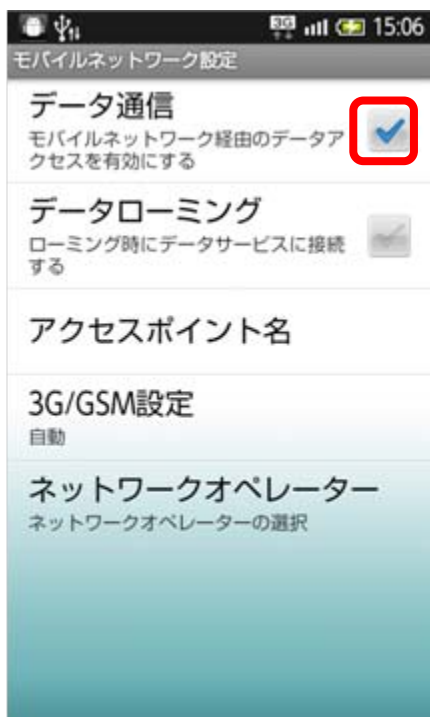 3G 15:06
モバイルネットワーク設定
データ通信
モバイルネットワーク経由のデータア
クセスを有効にする
データローミング
ローミング時にデータサービスに接続
する
アクセスポイント名
3G/GSM設定
自動
ネットワークオペレーター
ネットワークオペレーターの選択